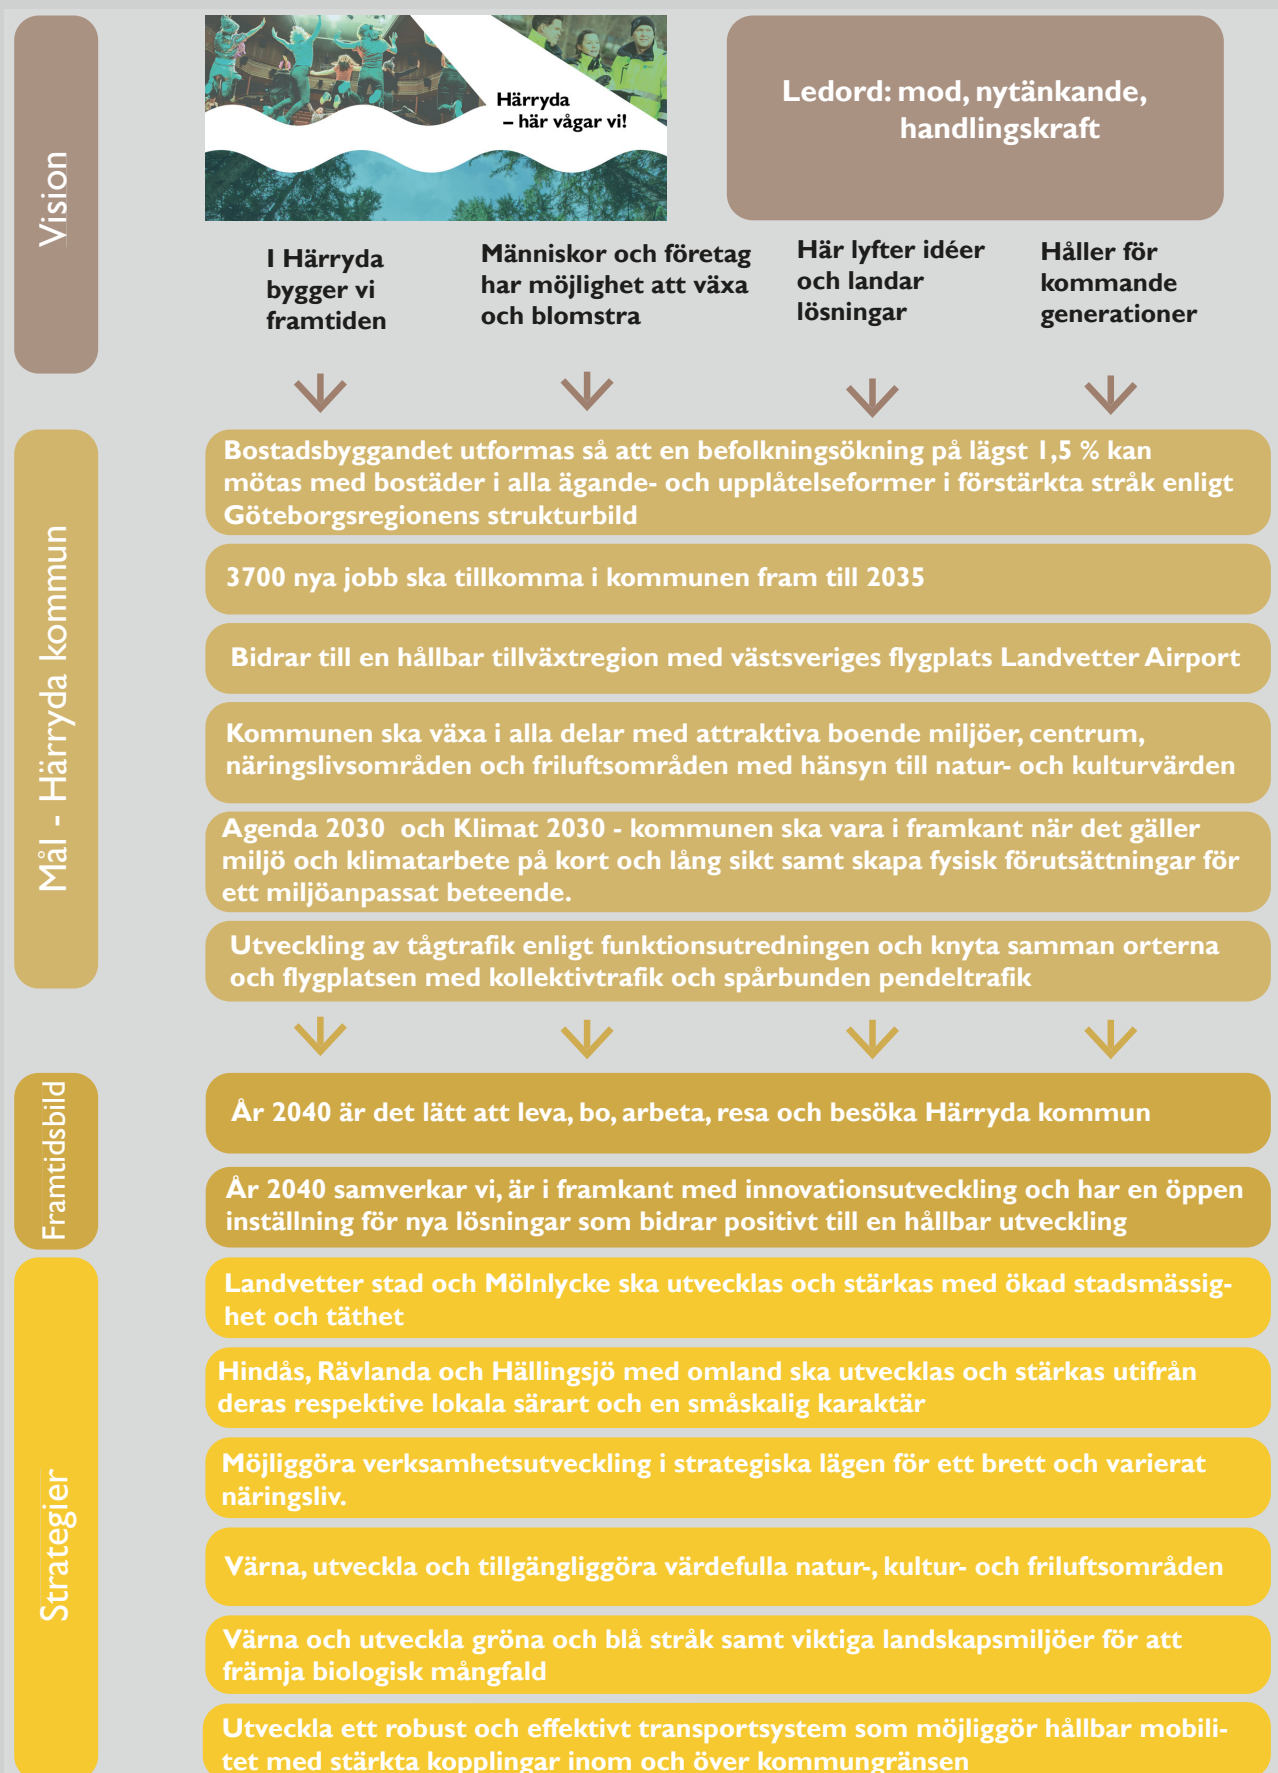 Vision
Härryda
– här vågar vi!
Ledord: mod, nytänkande,
handlingskraft
I Härryda
bygger vi
framtiden
Människor och företag
har möjlighet att växa
och blomstra
Här lyfter idéer
och landar
lösningar
Håller för
kommande
generationer
Mål - Härryda kommun
Bostadsbyggandet utformas så att en befolkningsökning på lägst 1,5 % kan
mötas med bostäder i alla ägande- och upplåtelseformer i förstärkta stråk enligt
Göteborgsregionens strukturbild
3700 nya jobb ska tillkomma i kommunen fram till 2035
Bidrar till en hållbar tillväxtregion med västsveriges flygplats Landvetter Airport
Kommunen ska växa i alla delar med attraktiva boende miljöer, centrum,
näringslivsområden och friluftsområden med hänsyn till natur- och kulturvärden
Agenda 2030 och Klimat 2030 - kommunen ska vara i framkant när det gäller
miljö och klimatarbete på kort och lång sikt samt skapa fysisk förutsättningar för
ett miljöanpassat beteende.
Utveckling av tågtrafik enligt funktionsutredningen och knyta samman orterna
och flygplatsen med kollektivtrafik och spårbunden pendeltrafik
Framtidsbild
År 2040 är det lätt att leva, bo, arbeta, resa och besöka Härryda kommun
År 2040 samverkar vi, är i framkant med innovationsutveckling och har en öppen
inställning för nya lösningar som bidrar positivt till en hållbar utveckling
Strategier
Landvetter stad och Mölnlycke ska utvecklas och stärkas med ökad stadsmässig-
het och täthet
Hindås, Rävlanda och Hällingsjö med omland ska utvecklas och stärkas utifrån
deras respektive lokala särart och en småskalig karaktär
Möjliggöra verksamhetsutveckling i strategiska lägen för ett brett och varierat
näringsliv.
Värna, utveckla och tillgängliggöra värdefulla natur-, kultur- och friluftsområden
Värna och utveckla gröna och blå stråk samt viktiga landskapsmiljöer för att
främja biologisk mångfald
Utveckla ett robust och effektivt transportsystem som möjliggör hållbar mobili-
tet med stärkta kopplingar inom och över kommungränsen